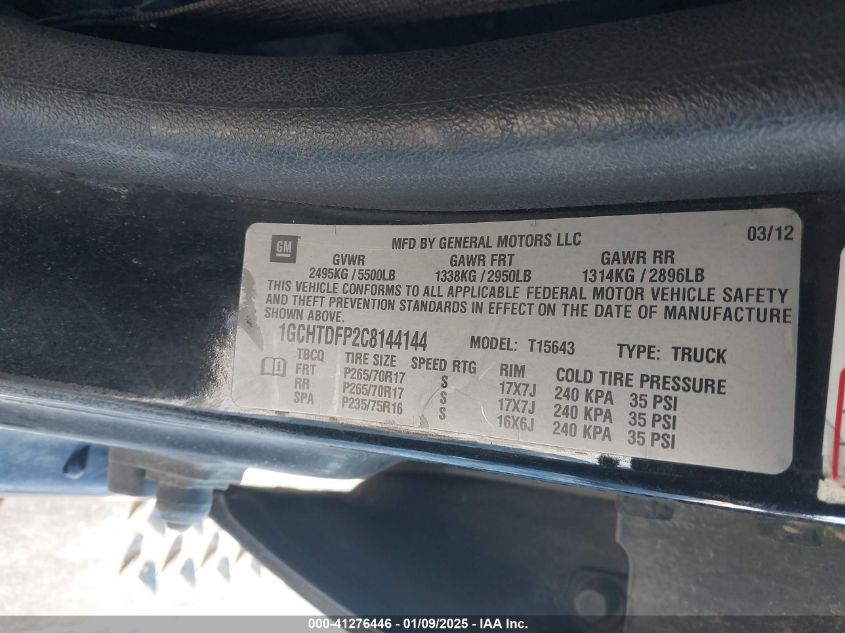 GM
MFD BY GENERAL MOTORS LLC 03/12
GVWR GAWR FRT GAWR RR
2495KG / 5500LB 1338KG / 2950LB 1314KG / 2896LB
THIS VEHICLE CONFORMS TO ALL APPLICABLE FEDERAL MOTOR VEHICLE SAFETY
AND THEFT PREVENTION STANDARDS IN EFFECT ON THE DATE OF MANUFACTURE
SHOWN ABOVE.
1GCHTDFP2C8144144 MODEL: T15643 TYPE: TRUCK
TBCQ TIRE SIZE SPEED RTG RIM COLD TIRE PRESSURE
FRT P265/70R17 S 17X7J 240 KPA 35 PSI
RR P265/70R17 S 17X7J 240 KPA 35 PSI
SPA P235/75R16 S 16X6J 240 KPA 35 PSI
000-41276446 - 01/09/2025 - IAA Inc.